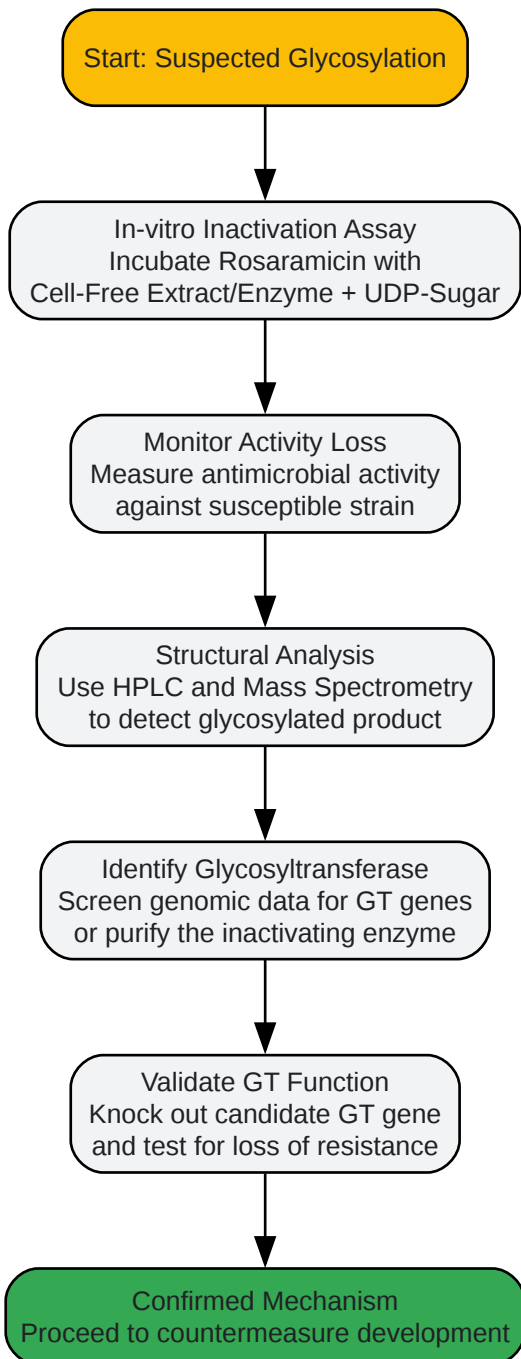 Start: Suspected Glycosylation
In-vitro Inactivation Assay
Incubate Rosaramicin with
Cell-Free Extract/Enzyme + UDP-Sugar
Monitor Activity Loss
Measure antimicrobial activity
against susceptible strain
Structural Analysis
Use HPLC and Mass Spectrometry
to detect glycosylated product
Identify Glycosyltransferase
Screen genomic data for GT genes
or purify the inactivating enzyme
Validate GT Function
Knock out candidate GT gene
and test for loss of resistance
Confirmed Mechanism
Proceed to countermeasure development